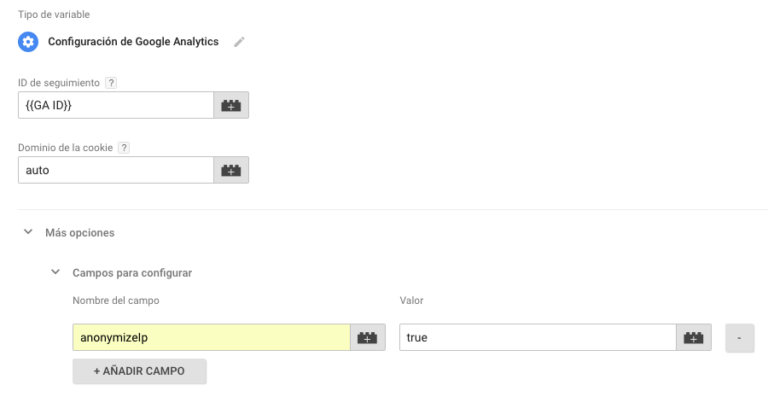 Tipo de variable
Configuración de Google Analytics
ID de seguimiento ?
{{GA ID}}
Dominio de la cookie ?
auto
Más opciones
Campos para configurar
Nombre del campo Valor
anonymizeIp true -
+ AÑADIR CAMPO